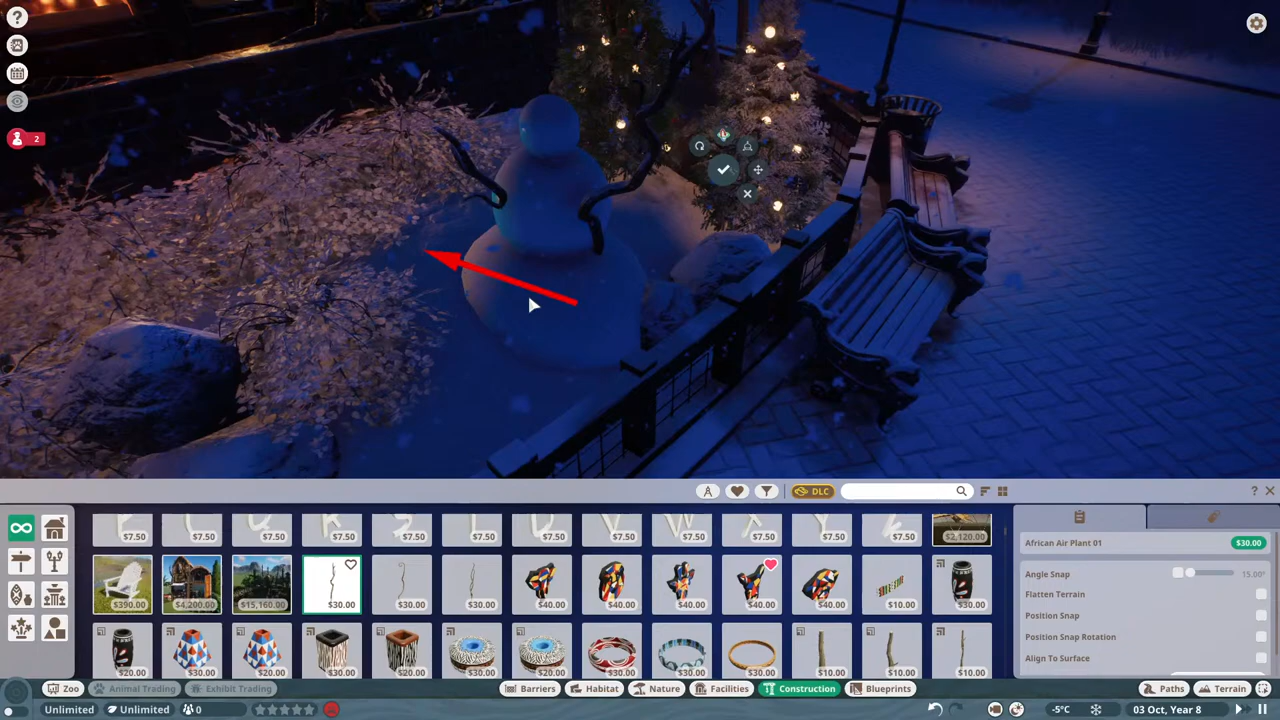 2
DLC
$7.50 $7.50 $7.50 $7.50 $7.50 $7.50 $7.50 $7.50 $7.50 $7.50 $7.50 $7.50 $2,120.00
$390.00 $4,200.00 $15,160.00 $30.00 $30.00 $30.00 $40.00 $40.00 $40.00 $40.00 $40.00 $10.00 $30.00
$20.00 $20.00 $20.00 $30.00 $30.00 $20.00 $20.00 $30.00 $30.00 $30.00 $10.00 $10.00 $10.00
African Air Plant 01 $30.00
Angle Snap 15.00°
Flatten Terrain
Position Snap
Position Snap Rotation
Align To Surface
Zoo Animal Trading Exhibit Trading Barriers Habitat Nature Facilities Construction Blueprints Paths Terrain
Unlimited Unlimited 0 -5°C 03 Oct, Year 8